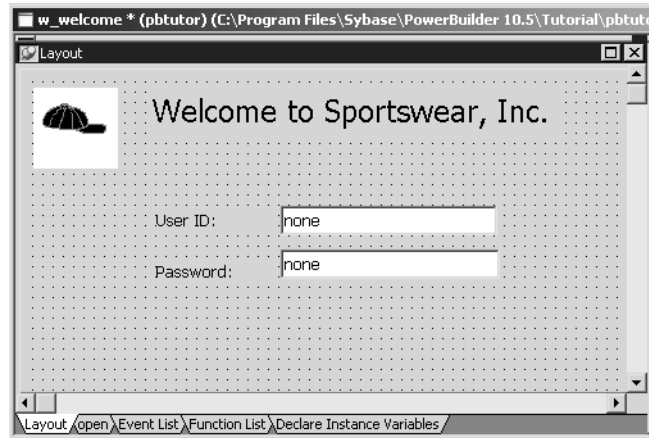 w_welcome * (pbtutor) (C:\Program Files\Sybase\PowerBuilder 10.5\Tutorial\pbtut
Layout
Welcome to Sportswear, Inc.
User ID:
none
Password:
none
Layout open Event List Function List Declare Instance Variables